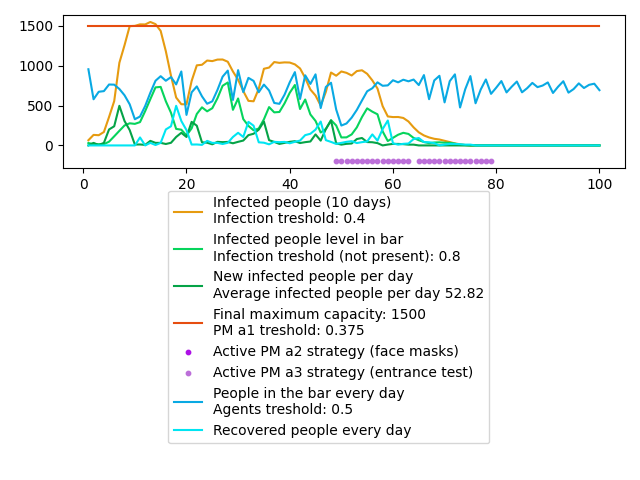 1500
1000
500
0
0
20
40
60
80
100
Infected people (10 days)
Infection treshold: 0.4
Infected people level in bar
Infection treshold (not present): 0.8
New infected people per day
Average infected people per day 52.82
Final maximum capacity: 1500
PM a1 treshold: 0.375
Active PM a2 strategy (face masks)
Active PM a3 strategy (entrance test)
People in the bar every day
Agents treshold: 0.5
Recovered people every day